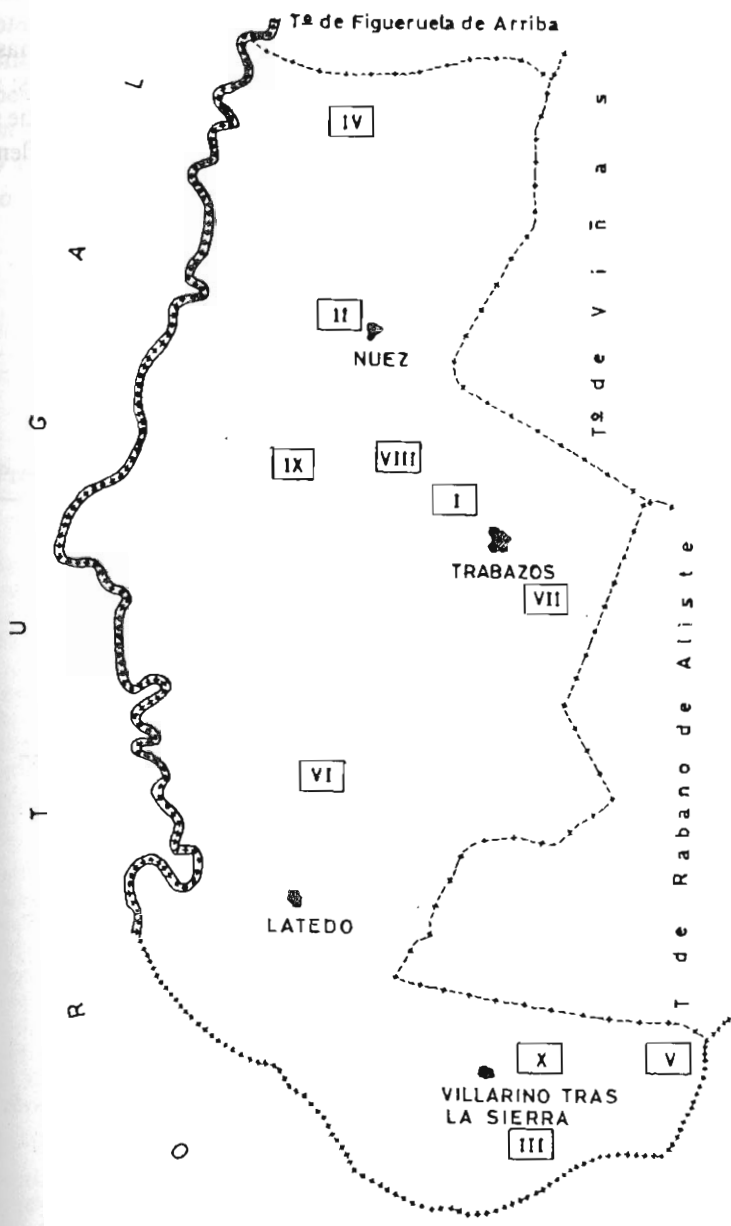 Tº de Figueruela de Arriba
IV
II
NUEZ
IX
VIII
I
TRABAZOS
VII
VI
LATEDO
X
V
VILLARINO TRAS
LA SIERRA
III
O R T U G A L
Tº de Viñas
T de Rabano de Aliste